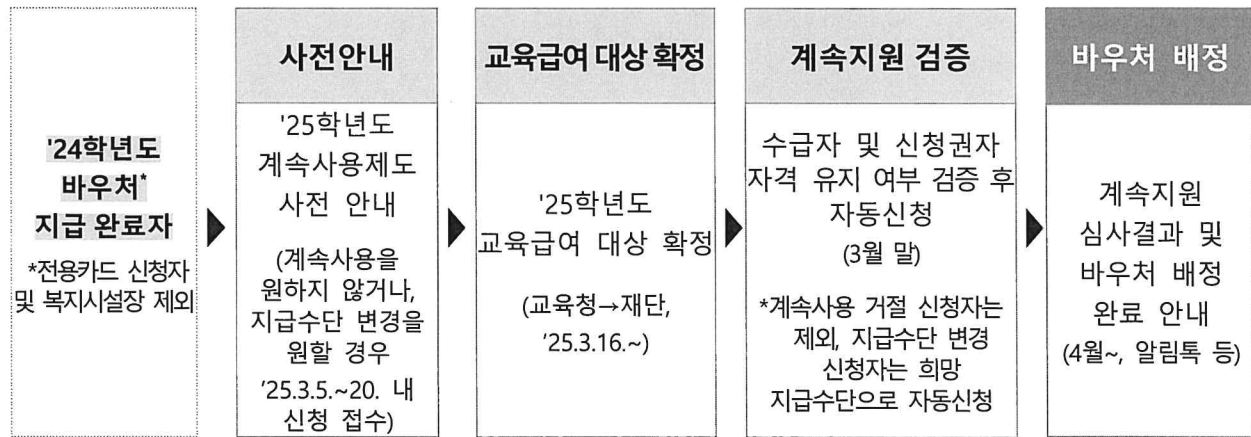 '24학년도
바우처*
지급 완료자
*전용카드 신청자
및 복지시설장 제외
사전안내
'25학년도
계속사용제도
사전 안내
(계속사용을
원하지 않거나,
지급수단 변경을
원할 경우
'25.3.5.~20. 내
신청 접수)
교육급여 대상 확정
'25학년도
교육급여 대상 확정
(교육청→재단,
'25.3.16.~)
계속지원 검증
수급자 및 신청권자
자격 유지 여부 검증 후
자동신청
(3월 말)
*계속사용 거절 신청자는
제외, 지급수단 변경
신청자는 희망
지급수단으로 자동신청
바우처 배정
계속지원
심사결과 및
바우처 배정
완료 안내
(4월~, 알림톡 등)